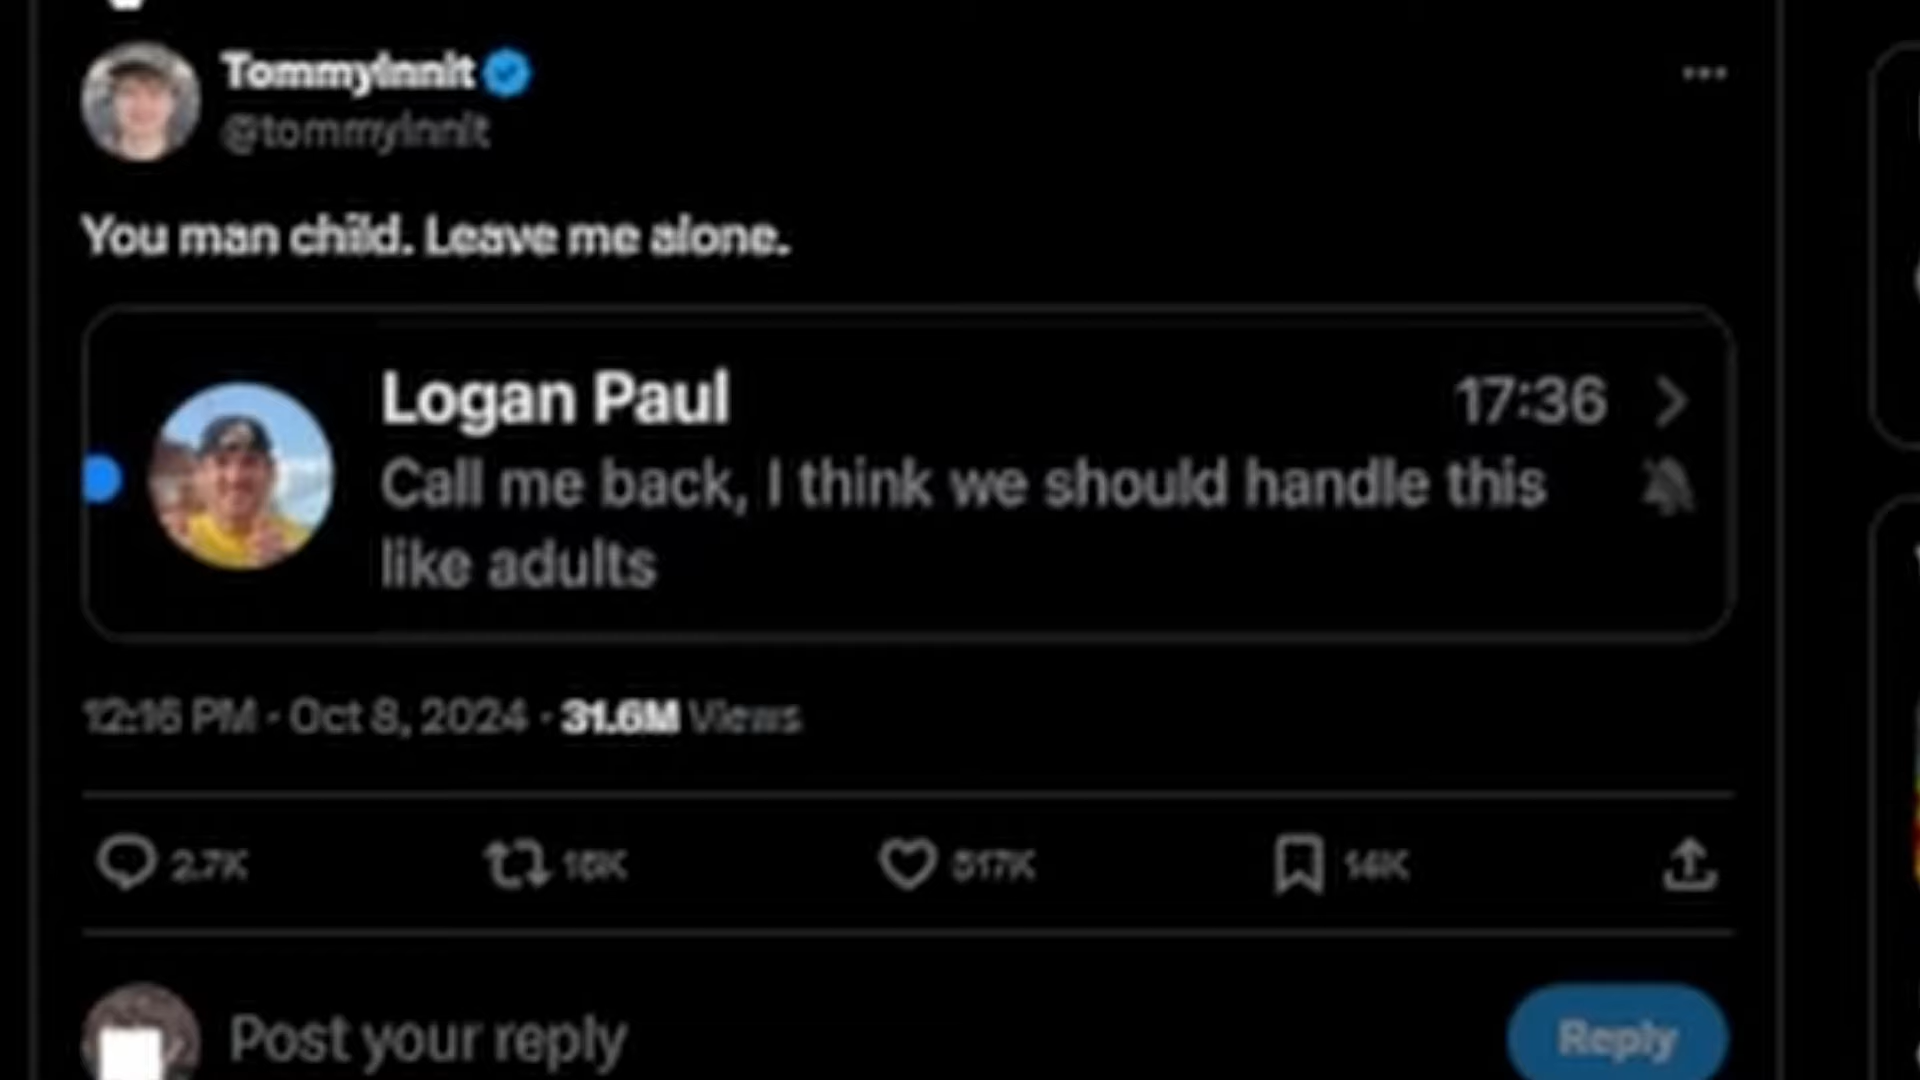 TommyInnit
@tommyinnit
You man child. Leave me alone.
Logan Paul
17:36
Call me back, I think we should handle this
like adults
12:16 PM · Oct 8, 2024 · 31.6M Views
2.7K 16K 517K 14K
Post your reply
Reply